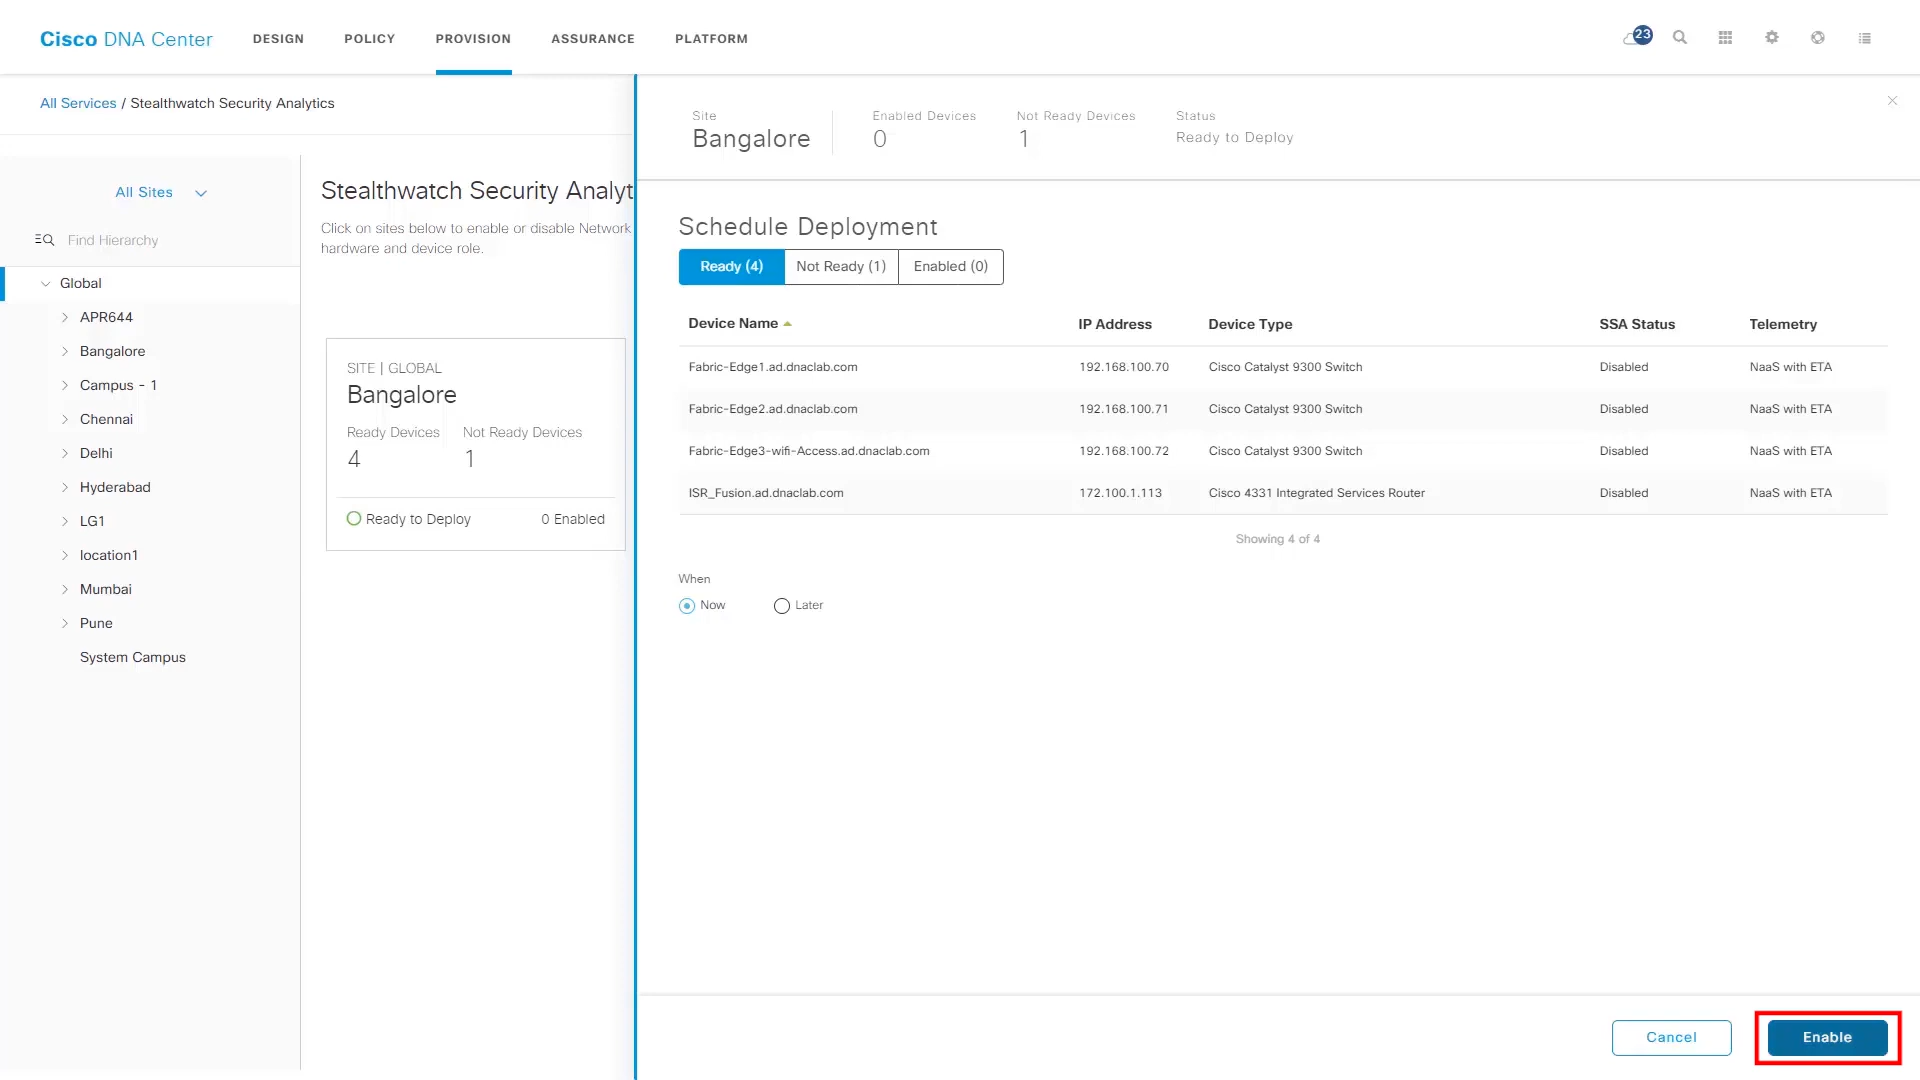 Cisco DNA Center
DESIGN
POLICY
PROVISION
ASSURANCE
PLATFORM
23
All Services / Stealthwatch Security Analytics
All Sites
Find Hierarchy
Global
APR644
Bangalore
Campus - 1
Chennai
Delhi
Hyderabad
LG1
location1
Mumbai
Pune
System Campus
Stealthwatch Security Analyt
Click on sites below to enable or disable Network
hardware and device role.
SITE | GLOBAL
Bangalore
Ready Devices Not Ready Devices
4 1
Ready to Deploy 0 Enabled
Site Enabled Devices Not Ready Devices Status
Bangalore 0 1 Ready to Deploy
Schedule Deployment
Ready (4) Not Ready (1) Enabled (0)
Device Name IP Address Device Type SSA Status Telemetry
Fabric-Edge1.ad.dnaclab.com 192.168.100.70 Cisco Catalyst 9300 Switch Disabled NaaS with ETA
Fabric-Edge2.ad.dnaclab.com 192.168.100.71 Cisco Catalyst 9300 Switch Disabled NaaS with ETA
Fabric-Edge3-wifi-Access.ad.dnaclab.com 192.168.100.72 Cisco Catalyst 9300 Switch Disabled NaaS with ETA
ISR_Fusion.ad.dnaclab.com 172.100.1.113 Cisco 4331 Integrated Services Router Disabled NaaS with ETA
Showing 4 of 4
When
Now Later
Cancel Enable